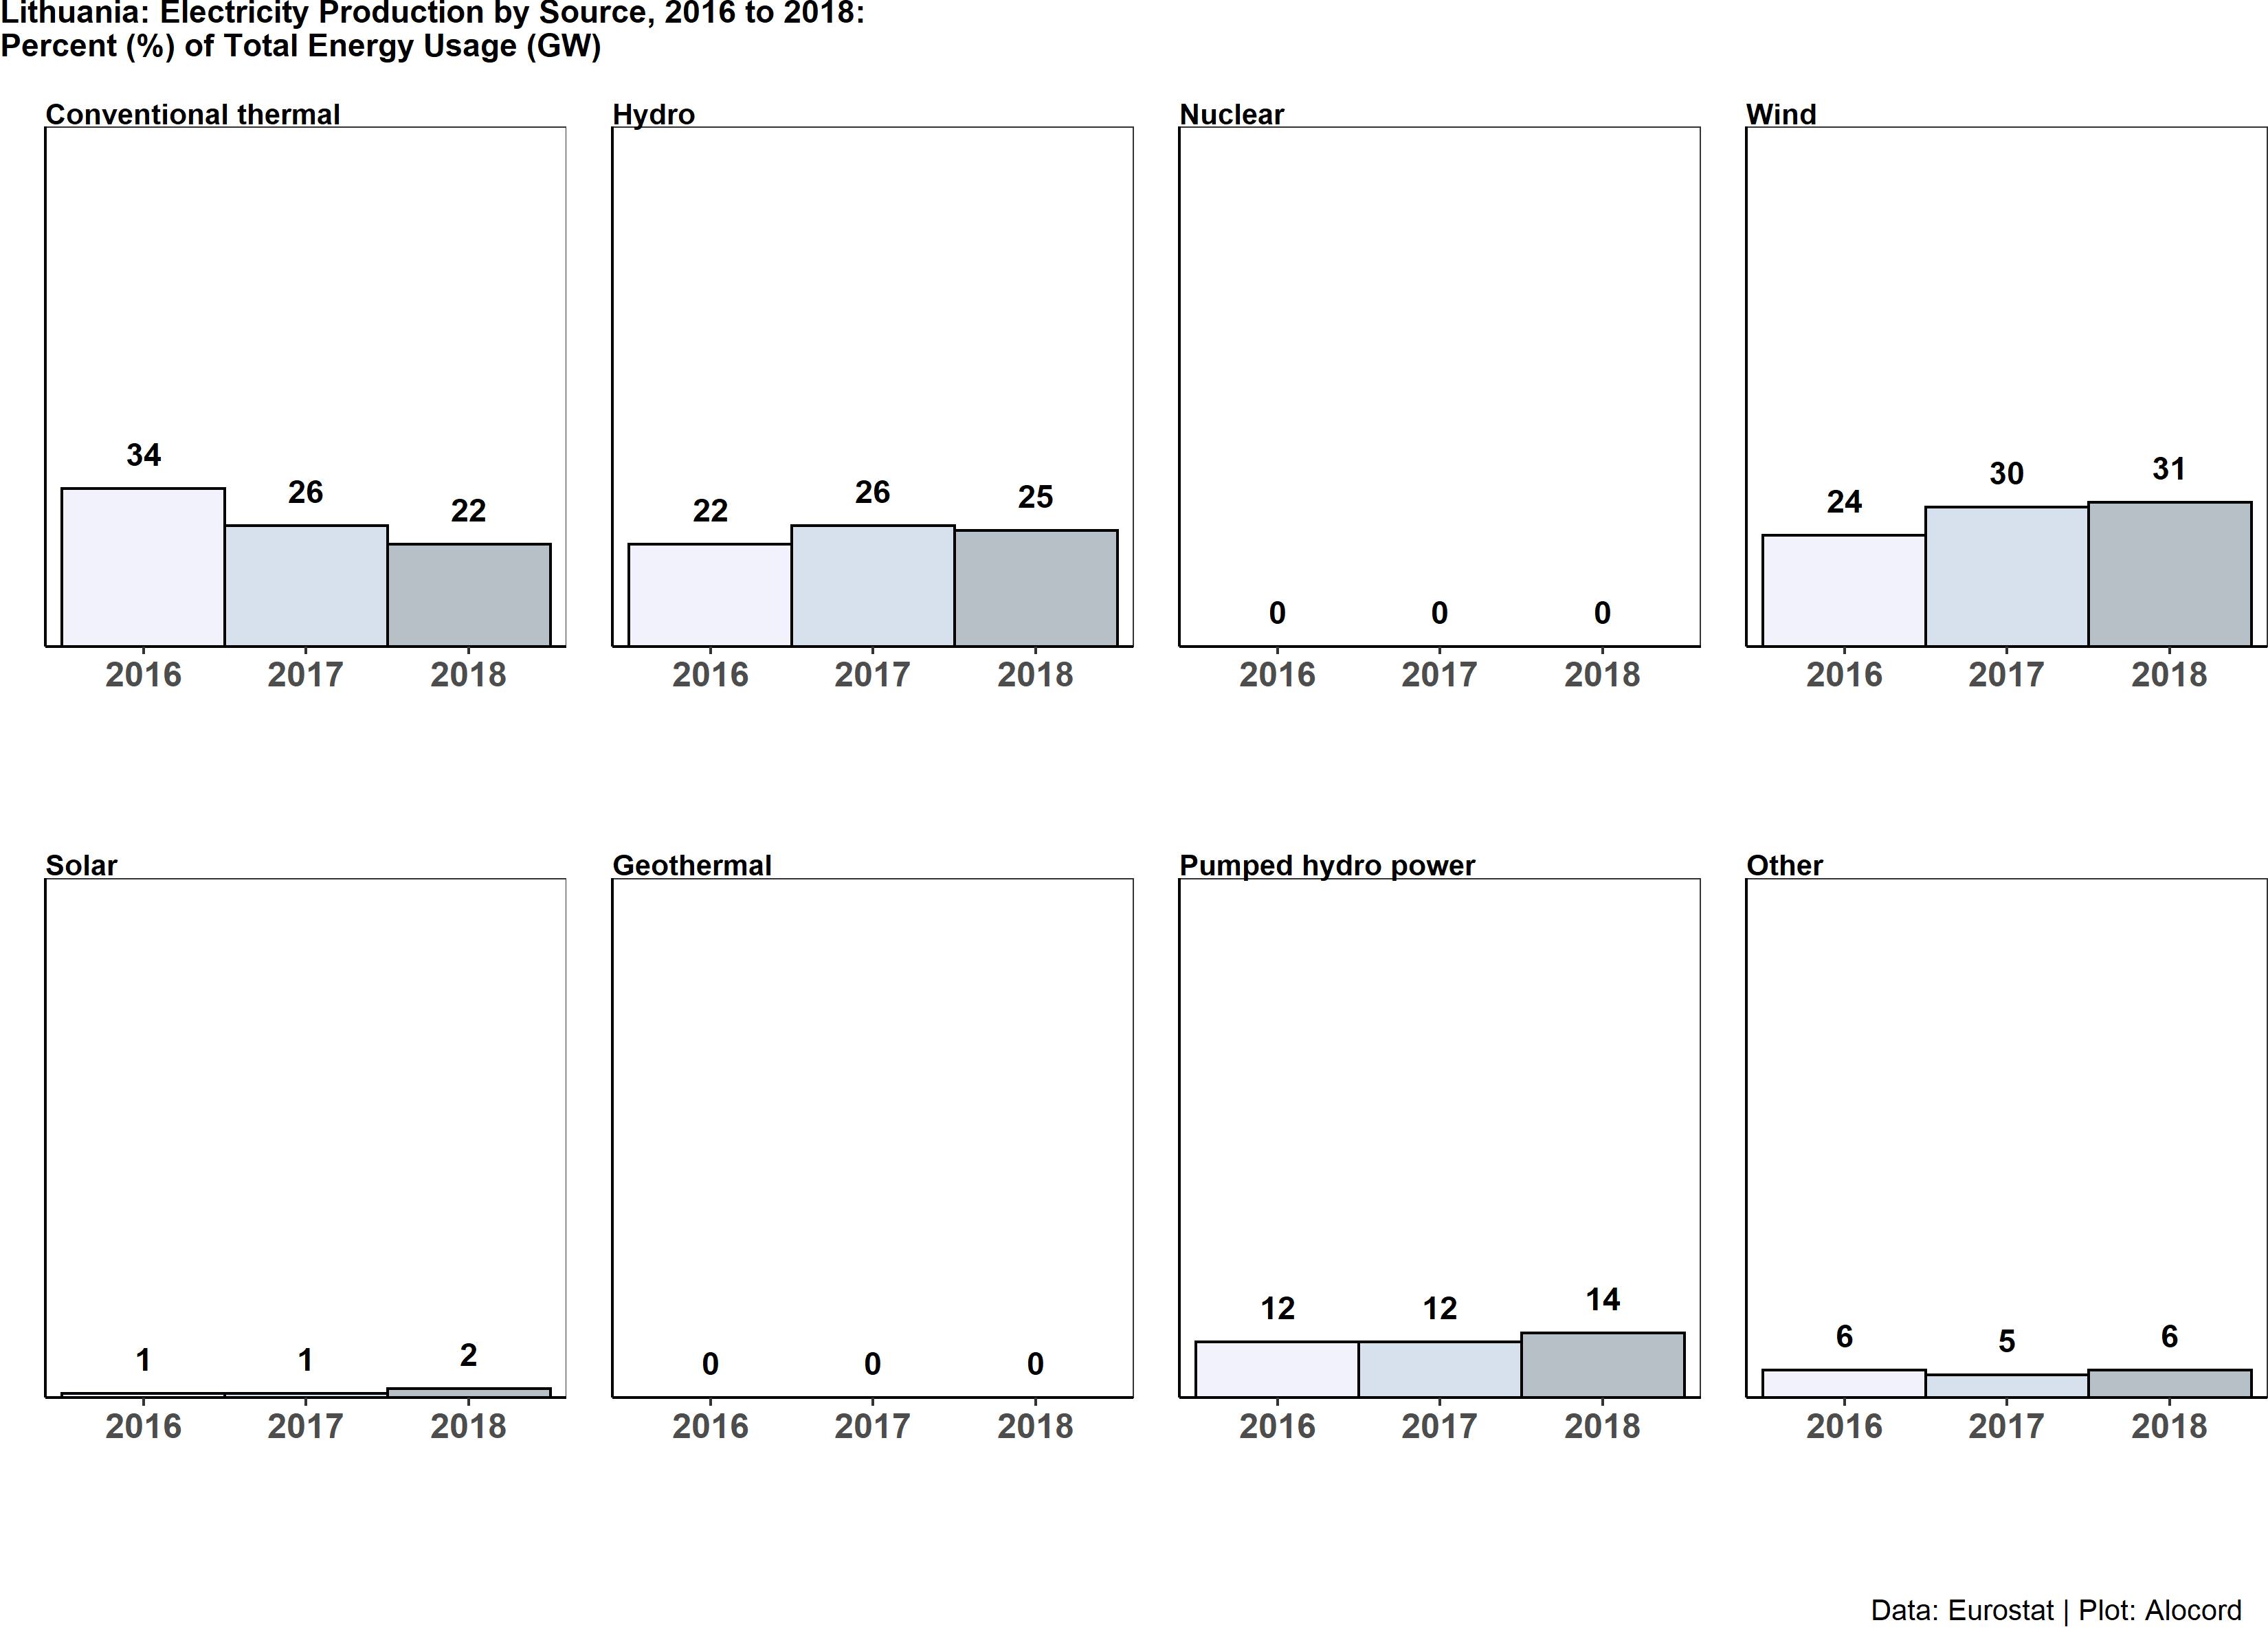 Lithuania: Electricity Production by Source, 2016 to 2018:
Percent (%) of Total Energy Usage (GW)
Conventional thermal
34
26
22
2016 2017 2018
Hydro
22
26
25
2016 2017 2018
Nuclear
0 0 0
2016 2017 2018
Wind
24
30
31
2016 2017 2018
Solar
1 1 2
2016 2017 2018
Geothermal
0 0 0
2016 2017 2018
Pumped hydro power
12 12 14
2016 2017 2018
Other
6 5 6
2016 2017 2018
Data: Eurostat | Plot: Alocord